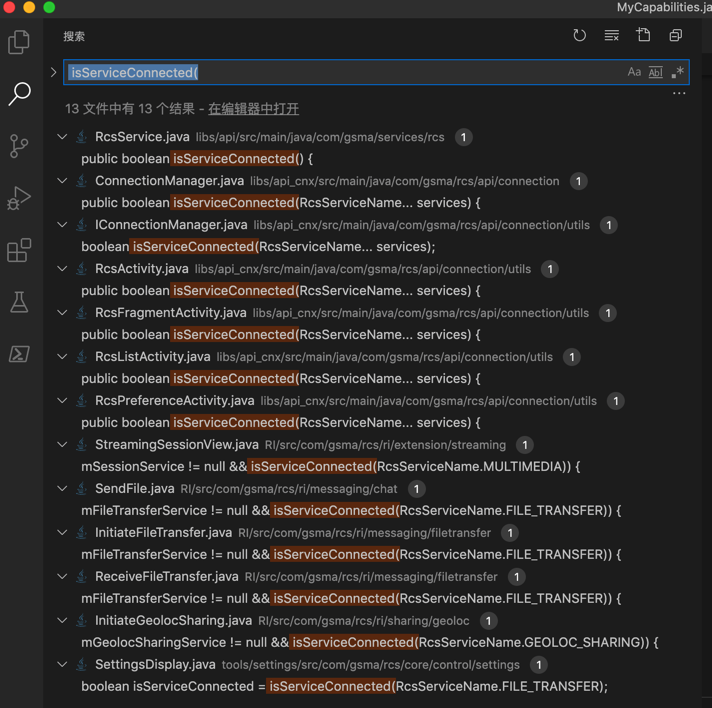 MyCapabilities.ja
搜索
isServiceConnected(
Aa Ab .*
13 文件中有 13 个结果 - 在编辑器中打开
RcsService.java libs/api/src/main/java/com/gsma/services/rcs 1
public boolean isServiceConnected() {
ConnectionManager.java libs/api_cnx/src/main/java/com/gsma/rcs/api/connection 1
public boolean isServiceConnected(RcsServiceName... services) {
IConnectionManager.java libs/api_cnx/src/main/java/com/gsma/rcs/api/connection/utils 1
boolean isServiceConnected(RcsServiceName... services);
RcsActivity.java libs/api_cnx/src/main/java/com/gsma/rcs/api/connection/utils 1
public boolean isServiceConnected(RcsServiceName... services) {
RcsFragmentActivity.java libs/api_cnx/src/main/java/com/gsma/rcs/api/connection/utils 1
public boolean isServiceConnected(RcsServiceName... services) {
RcsListActivity.java libs/api_cnx/src/main/java/com/gsma/rcs/api/connection/utils 1
public boolean isServiceConnected(RcsServiceName... services) {
RcsPreferenceActivity.java libs/api_cnx/src/main/java/com/gsma/rcs/api/connection/utils 1
public boolean isServiceConnected(RcsServiceName... services) {
StreamingSessionView.java RI/src/com/gsma/rcs/ri/extension/streaming 1
mSessionService != null && isServiceConnected(RcsServiceName.MULTIMEDIA)) {
SendFile.java RI/src/com/gsma/rcs/ri/messaging/chat 1
mFileTransferService != null && isServiceConnected(RcsServiceName.FILE_TRANSFER)) {
InitiateFileTransfer.java RI/src/com/gsma/rcs/ri/messaging/filetransfer 1
mFileTransferService != null && isServiceConnected(RcsServiceName.FILE_TRANSFER)) {
ReceiveFileTransfer.java RI/src/com/gsma/rcs/ri/messaging/filetransfer 1
mFileTransferService != null && isServiceConnected(RcsServiceName.FILE_TRANSFER)) {
InitiateGeolocSharing.java RI/src/com/gsma/rcs/ri/sharing/geoloc 1
mGeolocSharingService != null && isServiceConnected(RcsServiceName.GEOLOC_SHARING)) {
SettingsDisplay.java tools/settings/src/com/gsma/rcs/core/control/settings 1
boolean isServiceConnected = isServiceConnected(RcsServiceName.FILE_TRANSFER);